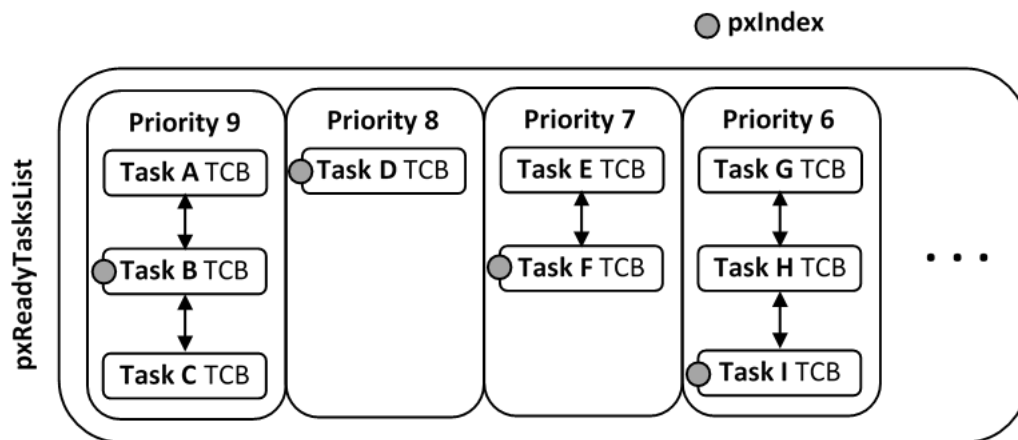 pxIndex
pxReadyTasksList
Priority 9
Task A TCB
Task B TCB
Task C TCB
Priority 8
Task D TCB
Priority 7
Task E TCB
Task F TCB
Priority 6
Task G TCB
Task H TCB
Task I TCB
. . .